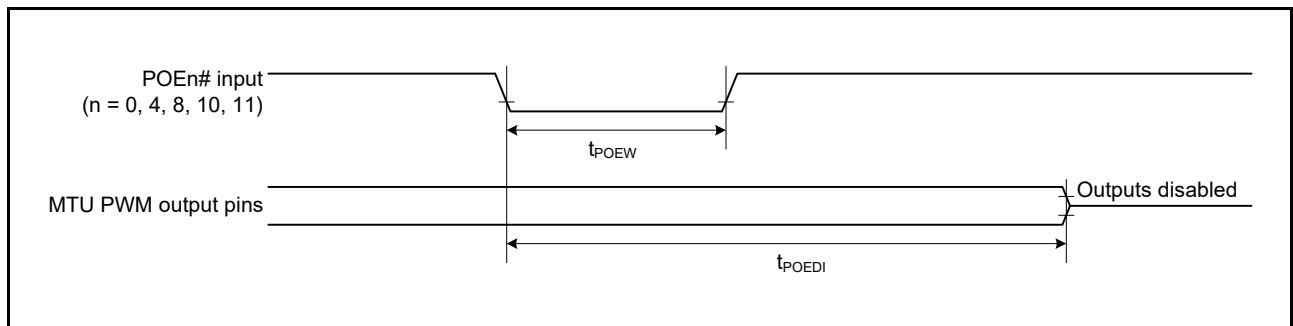 POEn# input
(n = 0, 4, 8, 10, 11)
tPOEW
MTU PWM output pins
Outputs disabled
tPOEDI